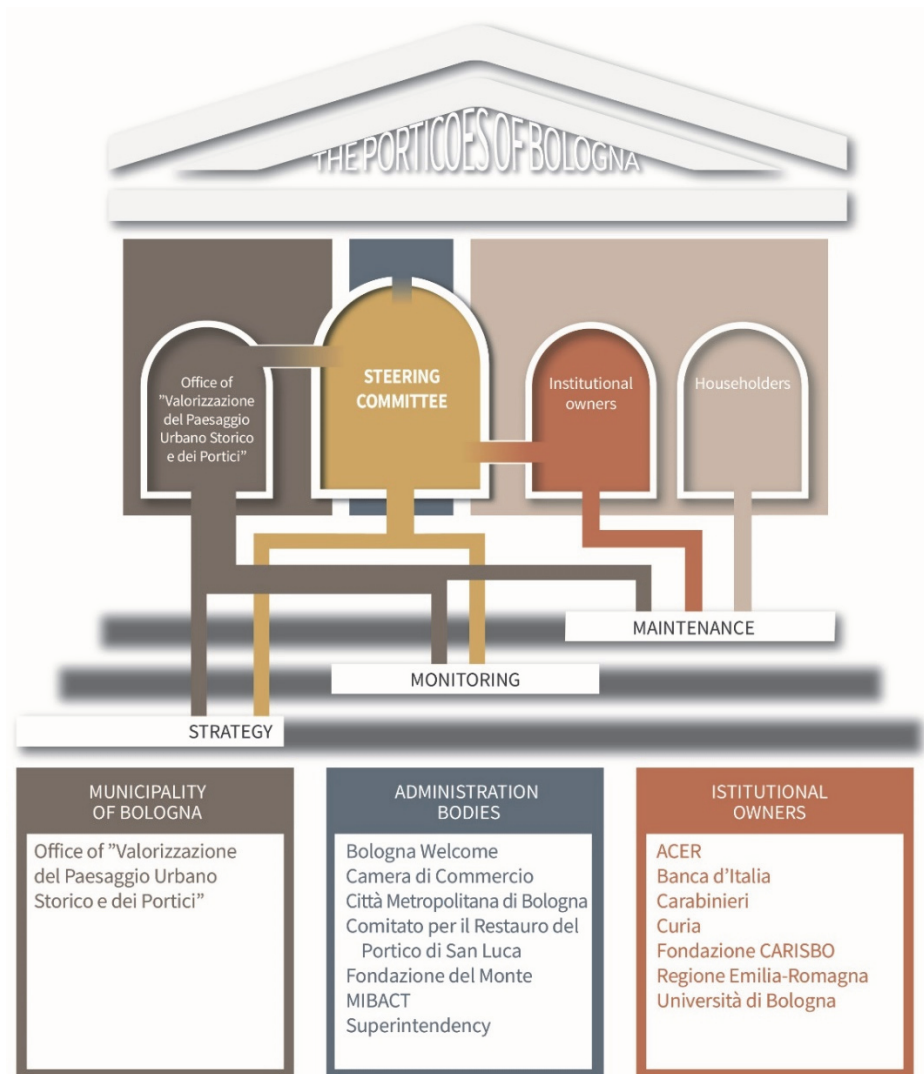 THE PORTICOES OF BOLOGNA
Office of
"Valorizzazione
del Paesaggio
Urbano Storico
e dei Portici"
STEERING
COMMITTEE
Institutional
owners
Householders
MAINTENANCE
MONITORING
STRATEGY
MUNICIPALITY
OF BOLOGNA
Office of "Valorizzazione
del Paesaggio Urbano
Storico e dei Portici"
ADMINISTRATION
BODIES
Bologna Welcome
Camera di Commercio
Città Metropolitana di Bologna
Comitato per il Restauro del
Portico di San Luca
Fondazione del Monte
MIBACT
Superintendency
ISTITUTIONAL
OWNERS
ACER
Banca d'Italia
Carabinieri
Curia
Fondazione CARISBO
Regione Emilia-Romagna
Università di Bologna